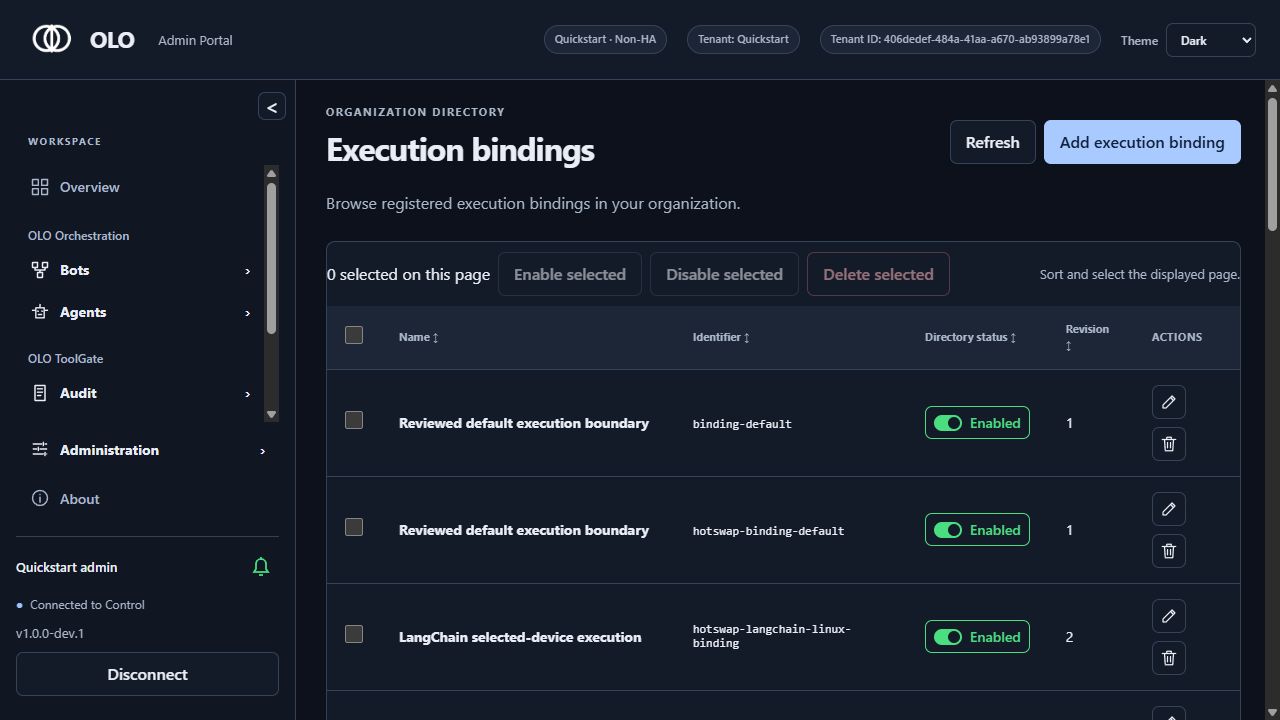 OLO
Admin Portal
Quickstart · Non-HA
Tenant: Quickstart
Tenant ID: 406dedef-484a-41aa-a670-ab93899a78e1
Theme
Dark
<
WORKSPACE
Overview
OLO Orchestration
Bots ›
Agents ›
OLO ToolGate
Audit ›
Administration ›
About
Quickstart admin
Connected to Control
v1.0.0-dev.1
Disconnect
ORGANIZATION DIRECTORY
Execution bindings
Refresh
Add execution binding
Browse registered execution bindings in your organization.
0 selected on this page
Enable selected
Disable selected
Delete selected
Sort and select the displayed page.
Name ↕
Identifier ↕
Directory status ↕
Revision
↕
ACTIONS
Reviewed default execution boundary
binding-default
Enabled
1
Reviewed default execution boundary
hotswap-binding-default
Enabled
1
LangChain selected-device execution
hotswap-langchain-linux-
binding
Enabled
2